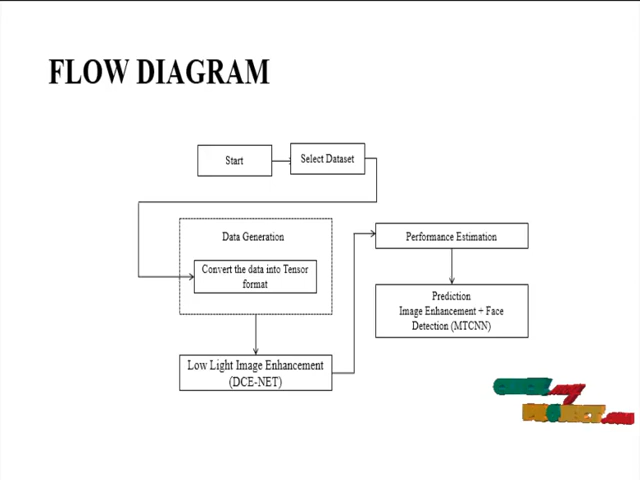 FLOW DIAGRAM
Start
Select Dataset
Data Generation
Convert the data into Tensor
format
Low Light Image Enhancement
(DCE-NET)
Performance Estimation
Prediction
Image Enhancement + Face
Detection (MTCNN)